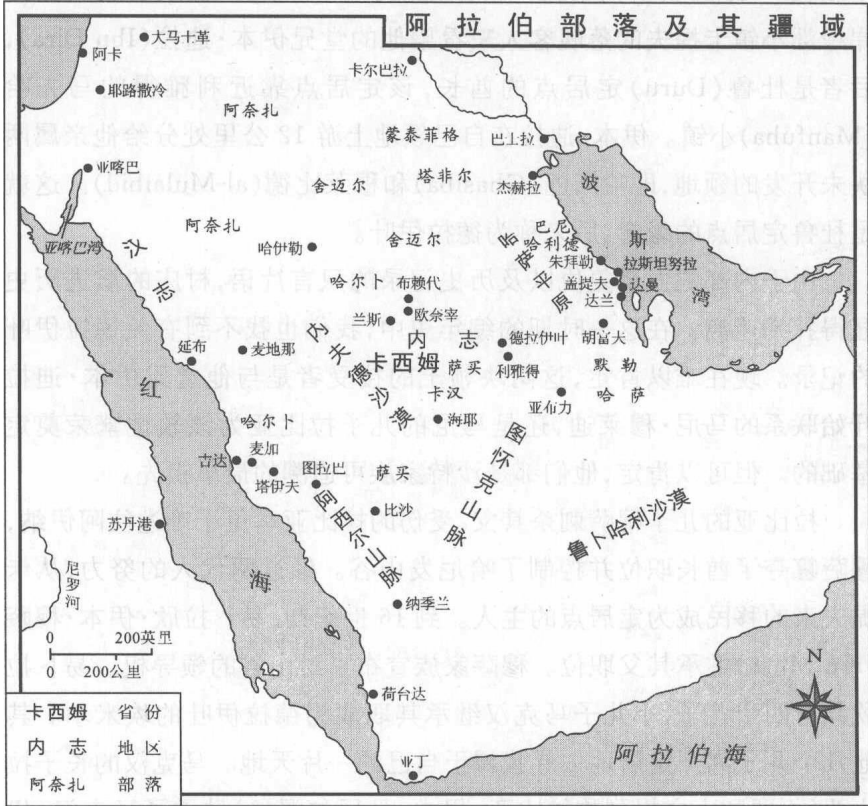 阿拉伯部落及其疆域
大马士革
阿卡
耶路撒冷
卡尔巴拉
阿奈扎
蒙泰菲格
巴士拉
亚喀巴
舍迈尔
塔非尔
杰赫拉
波斯湾
亚喀巴湾
汉志
阿奈扎
哈伊勒
舍迈尔
巴尼
哈利德
朱拜勒
拉斯坦努拉
盖提夫
达曼
达兰
哈尔卜
布赖代
兰斯
欧奈宰
内夫德沙漠
内志
德拉伊叶
胡富夫
延布
麦地那
卡西姆
萨买
利雅得
歌勒
哈萨
红海
卡汉
亚布力
哈尔卜
海耶
麦加
吉达
塔伊夫
图拉巴
萨买
图韦克山脉
阿西尔山脉
比沙
鲁卜哈利沙漠
苏丹港
尼罗河
纳季兰
0 200英里
0 200公里
N
荷台达
卡西姆 省份
内志 地区
阿奈扎 部落
亚丁
阿拉伯海